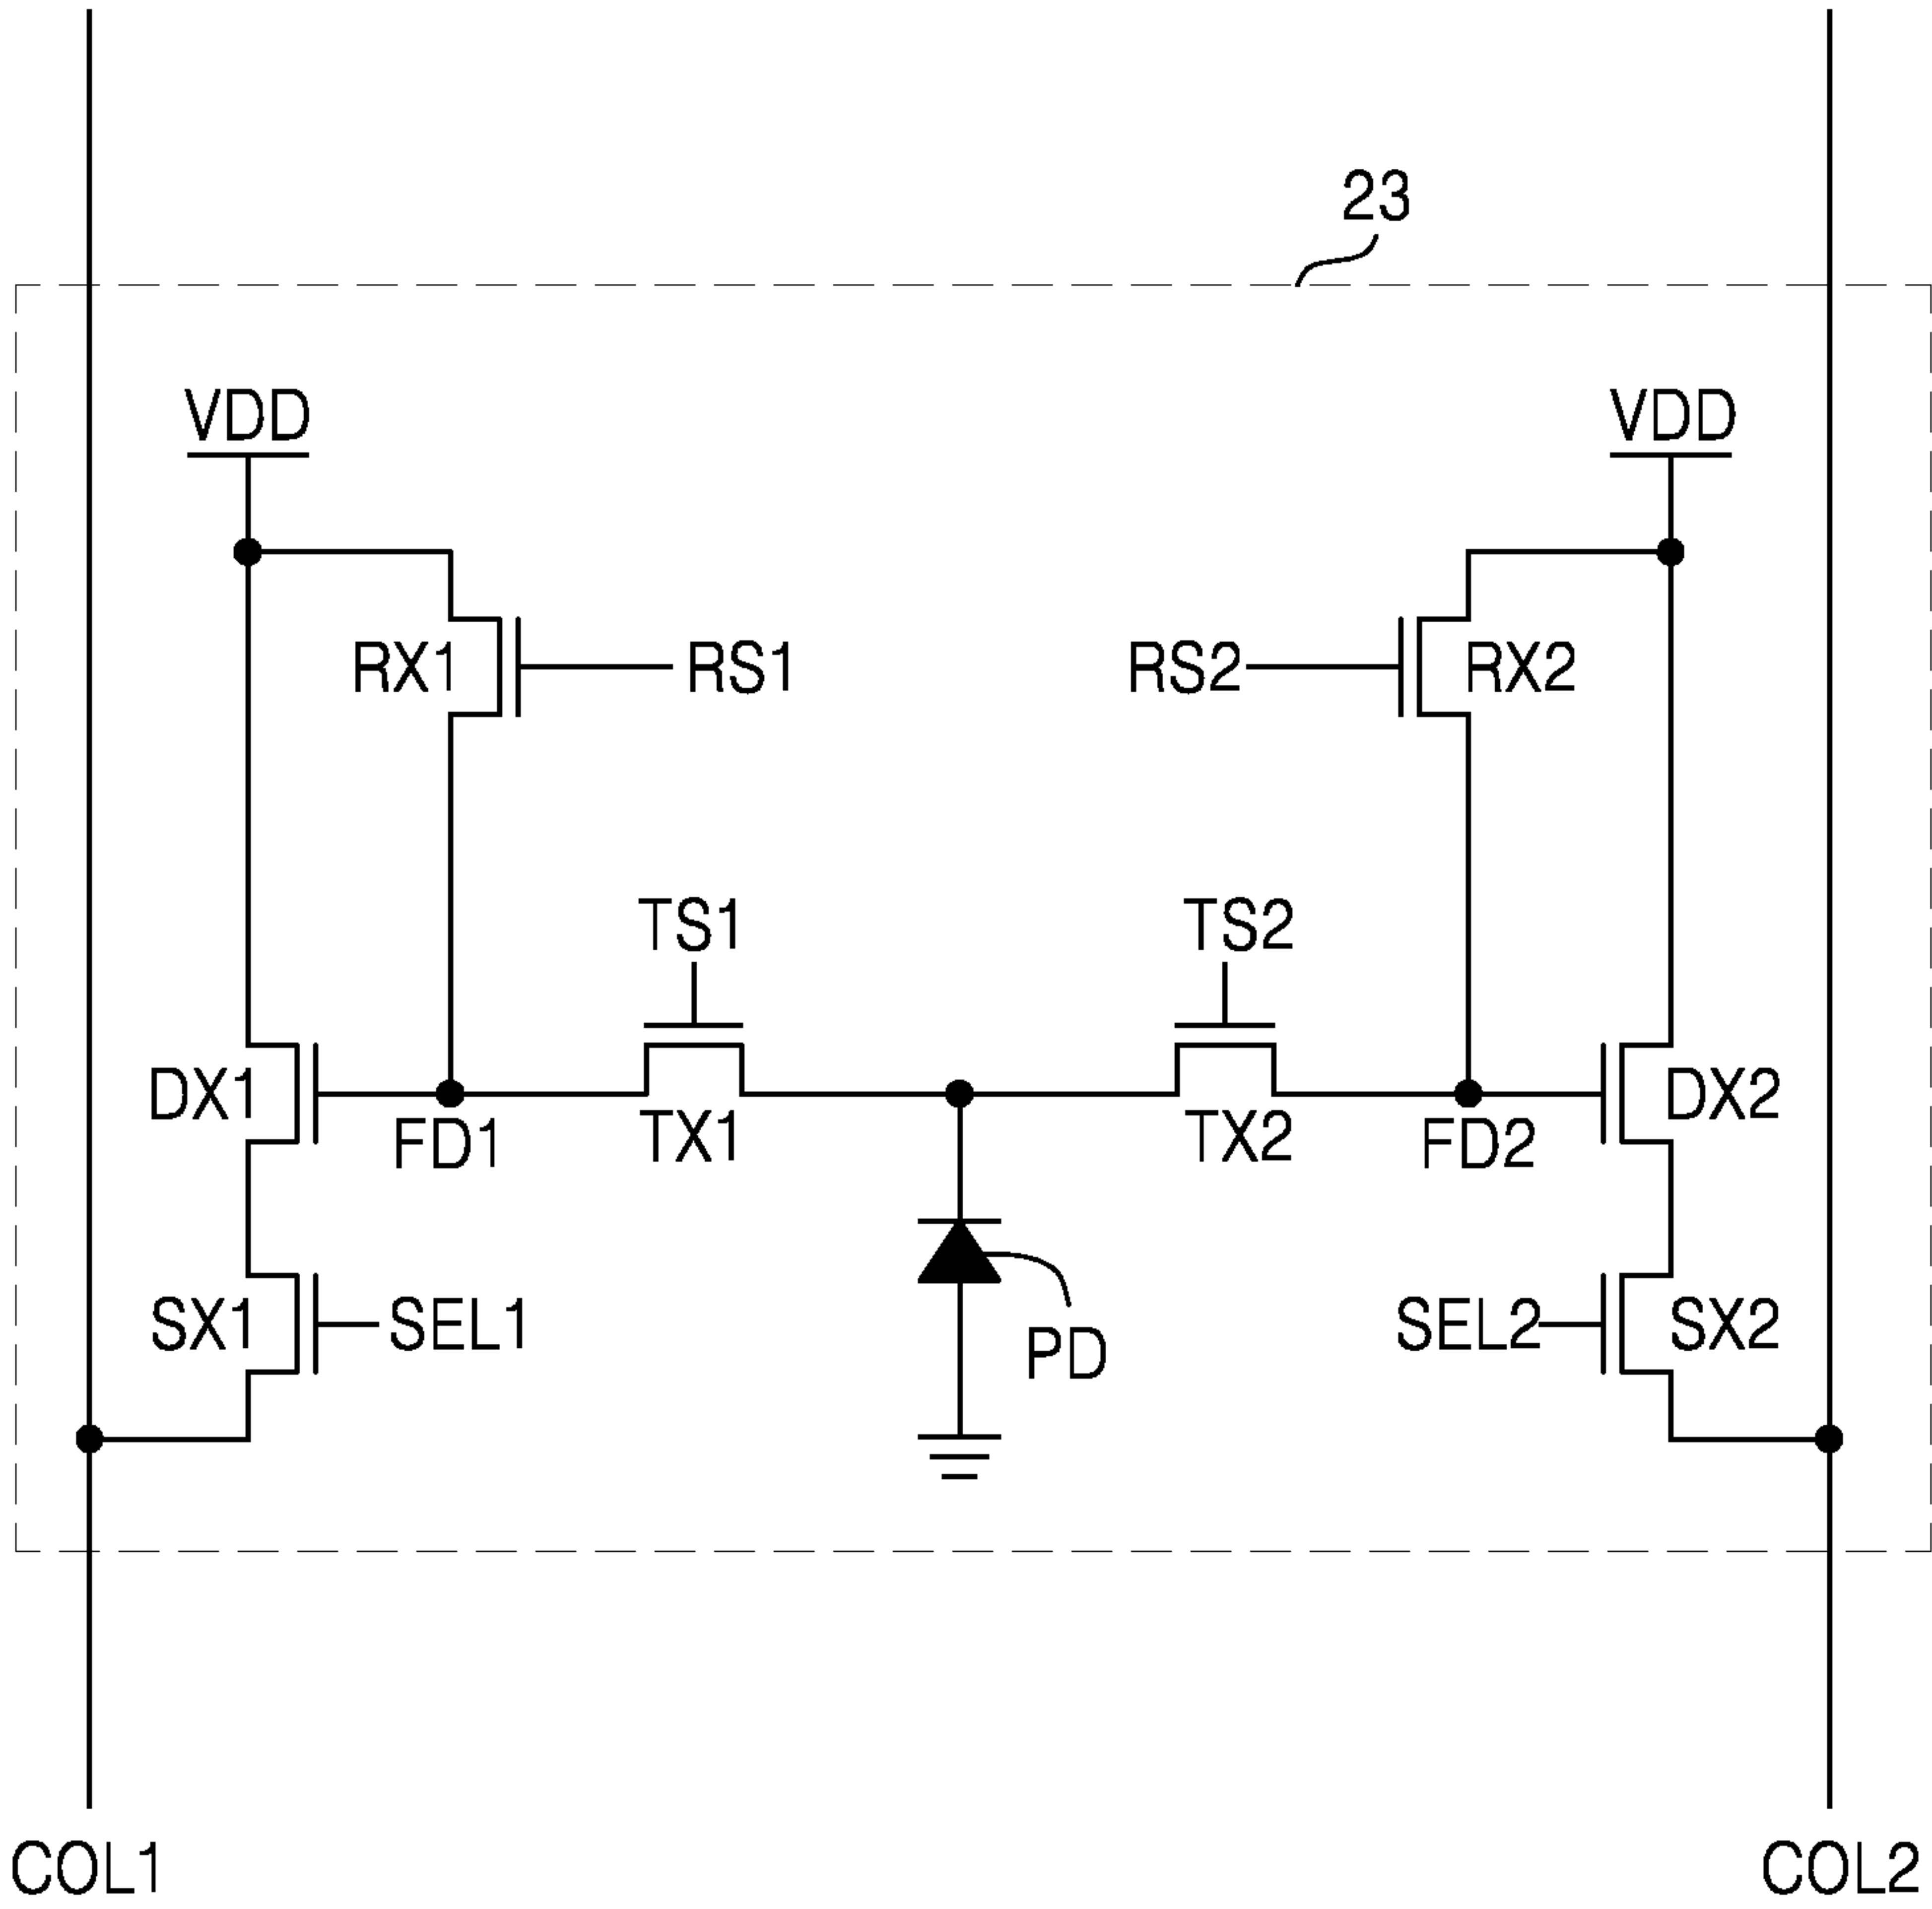 23
VDD VDD
RX1 RS1 RS2 RX2
TS1 TS2
DX1 DX2
FD1 TX1 TX2 FD2
SX1 SEL1 SEL2 SX2
PD
COL1 COL2